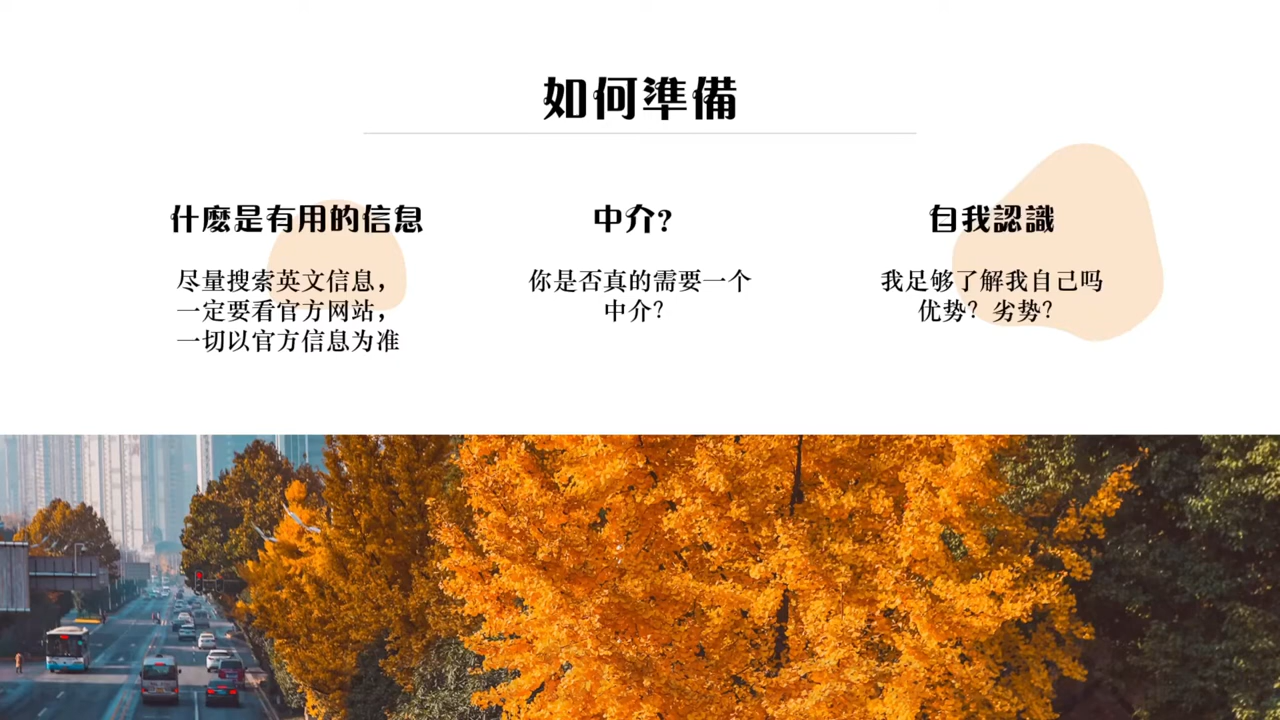 如何準備
什麼是有用的信息
尽量搜索英文信息，
一定要看官方网站，
一切以官方信息为准
中介?
你是否真的需要一个
中介？
自我認識
我足够了解我自己吗
优势？劣势？